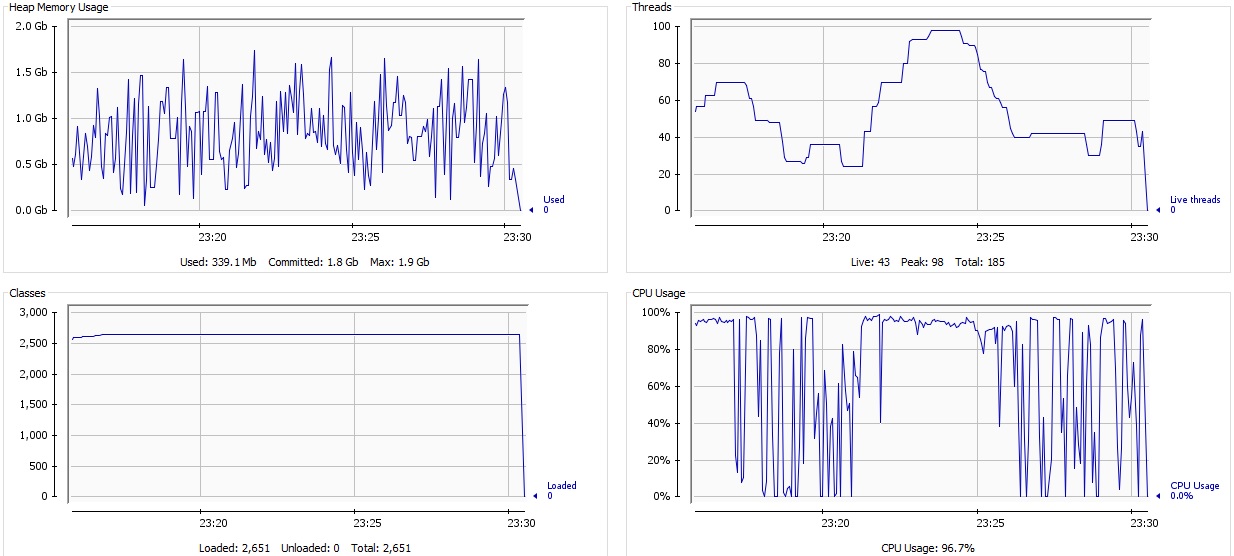 Heap Memory Usage
2.0 Gb
1.5 Gb
1.0 Gb
0.5 Gb
0.0 Gb
Used
0
23:20
23:25
23:30
Used: 339.1 Mb Committed: 1.8 Gb Max: 1.9 Gb
Threads
100
80
60
40
20
0
Live threads
0
23:20
23:25
23:30
Live: 43 Peak: 98 Total: 185
Classes
3,000
2,500
2,000
1,500
1,000
500
0
Loaded
0
23:20
23:25
23:30
Loaded: 2,651 Unloaded: 0 Total: 2,651
CPU Usage
100%
80%
60%
40%
20%
0%
CPU Usage
0.0%
23:20
23:25
23:30
CPU Usage: 96.7%